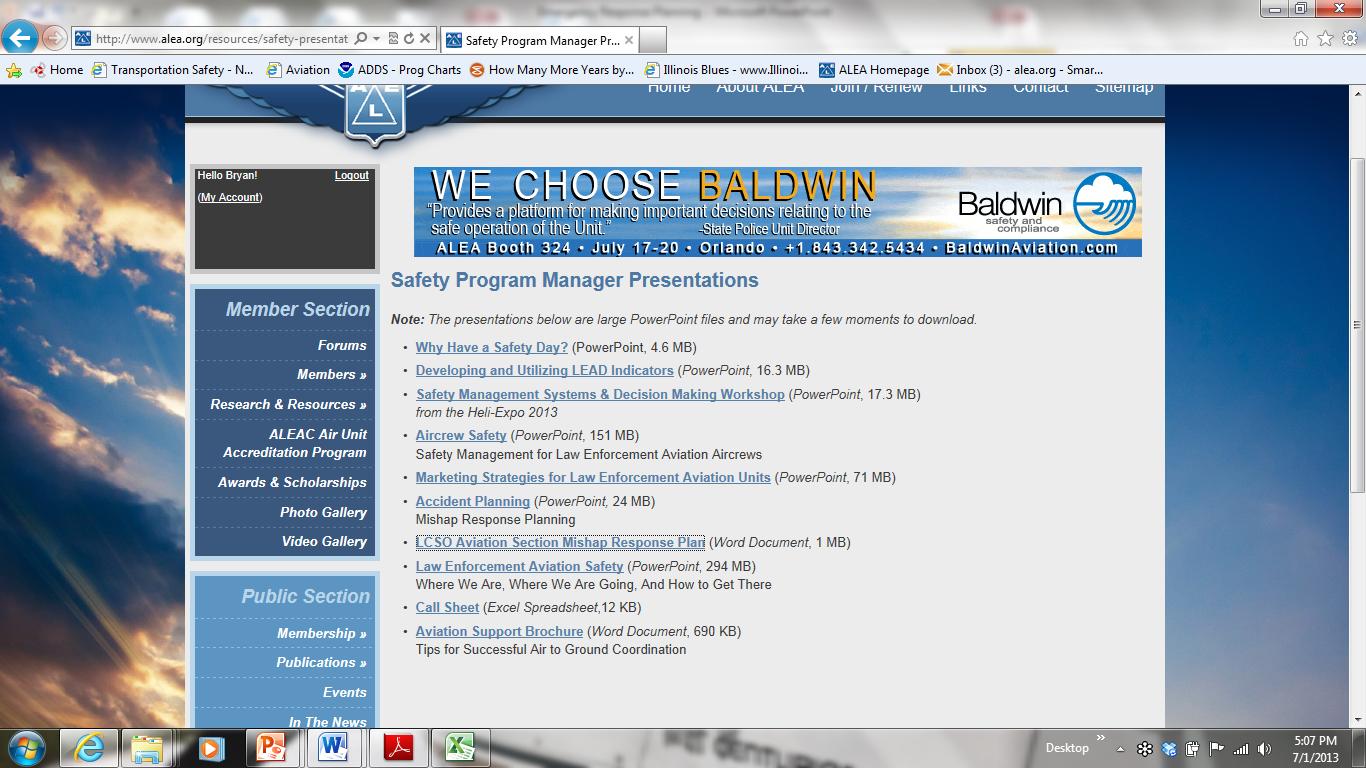 Emergency Response Planning - Microsoft PowerPoint
http://www.alea.org/resources/safety-presentat
Safety Program Manager Pr...
Home
Transportation Safety - N...
Aviation
ADDS - Prog Charts
How Many More Years by...
Illinois Blues - www.Illinoi...
ALEA Homepage
Inbox (3) - alea.org - Smar...
A E
L
Home About ALEA Join / Renew Links Contact Sitemap
Hello Bryan! Logout
(My Account)
WE CHOOSE BALDWIN
“Provides a platform for making important decisions relating to the
safe operation of the Unit.” -State Police Unit Director
Baldwin
safety and
compliance
ALEA Booth 324 • July 17-20 • Orlando • +1.843.342.5434 • BaldwinAviation.com
Member Section
Forums
Members »
Research & Resources »
ALEAC Air Unit
Accreditation Program
Awards & Scholarships
Photo Gallery
Video Gallery
Public Section
Membership »
Publications »
Events
In The News
Safety Program Manager Presentations
Note: The presentations below are large PowerPoint files and may take a few moments to download.
• Why Have a Safety Day? (PowerPoint, 4.6 MB)
• Developing and Utilizing LEAD Indicators (PowerPoint, 16.3 MB)
• Safety Management Systems & Decision Making Workshop (PowerPoint, 17.3 MB)
from the Heli-Expo 2013
• Aircrew Safety (PowerPoint, 151 MB)
Safety Management for Law Enforcement Aviation Aircrews
• Marketing Strategies for Law Enforcement Aviation Units (PowerPoint, 71 MB)
• Accident Planning (PowerPoint, 24 MB)
Mishap Response Planning
• LCSO Aviation Section Mishap Response Plan (Word Document, 1 MB)
• Law Enforcement Aviation Safety (PowerPoint, 294 MB)
Where We Are, Where We Are Going, And How to Get There
• Call Sheet (Excel Spreadsheet,12 KB)
• Aviation Support Brochure (Word Document, 690 KB)
Tips for Successful Air to Ground Coordination
Desktop »
5:07 PM
7/1/2013